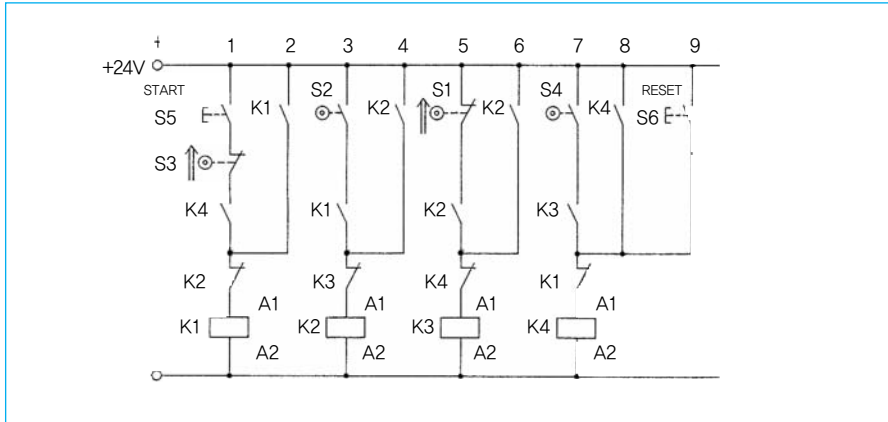 1 2 3 4 5 6 7 8 9
+24V
START S2 S1 S4 RESET
S5 K1 K2 K2 K4 S6
S3
K4 K1 K2 K3
K2 K3 K4 K1
A1 A1 A1 A1
K1 K2 K3 K4
A2 A2 A2 A2